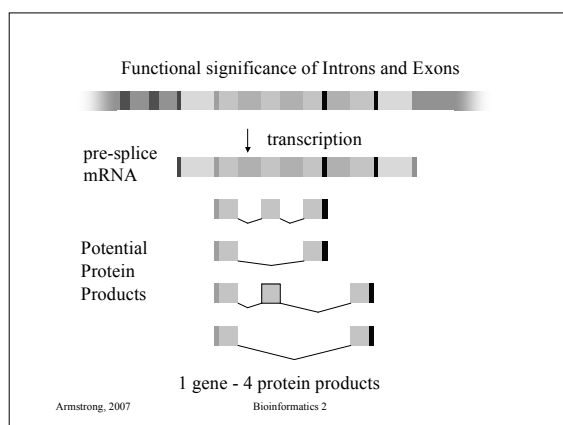 Functional significance of Introns and Exons
transcription
pre-splice
mRNA
Potential
Protein
Products
1 gene - 4 protein products
Armstrong, 2007
Bioinformatics 2